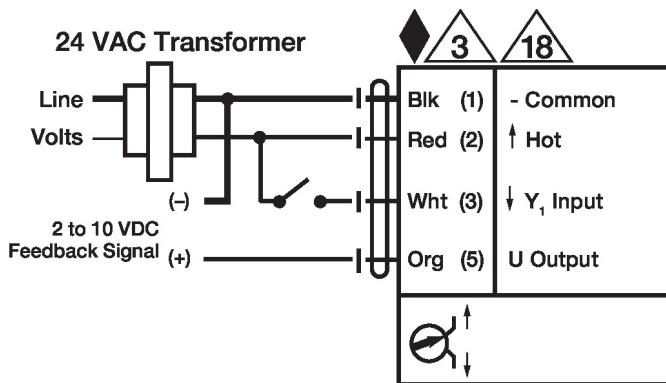 24 VAC Transformer
3
18
Line
Blk (1)
- Common
Volts
Red (2)
Hot
(–)
Wht (3)
Y1 Input
2 to 10 VDC
Feedback Signal
(+)
Org (5)
U Output